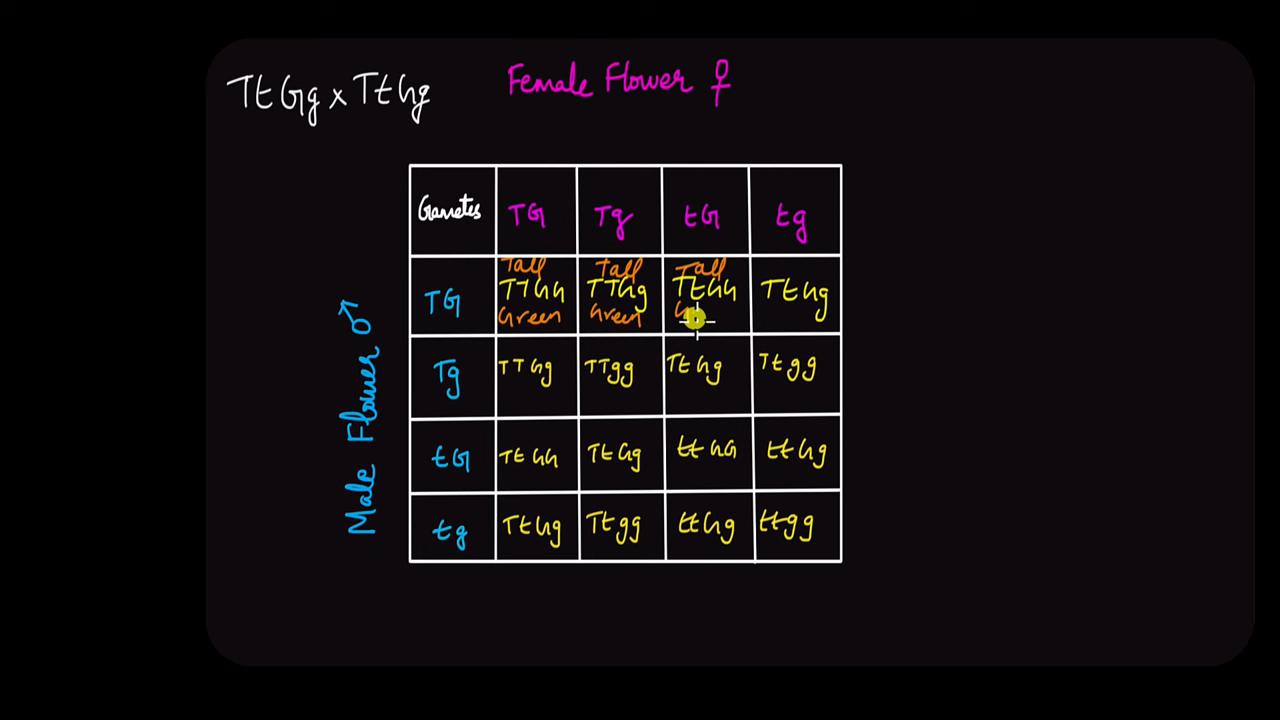 TtGg x TtGg
Female Flower ♀
Male Flower ♂
Gametes TG Tg tG tg
Tall Tall Tall
TG TTGG TTGg TtGG TtGg
Green Green
Tg TTGg TTgg TtGg Ttgg
tG TtGG TtGg ttGG ttGg
tg TtGg Ttgg ttGg ttgg